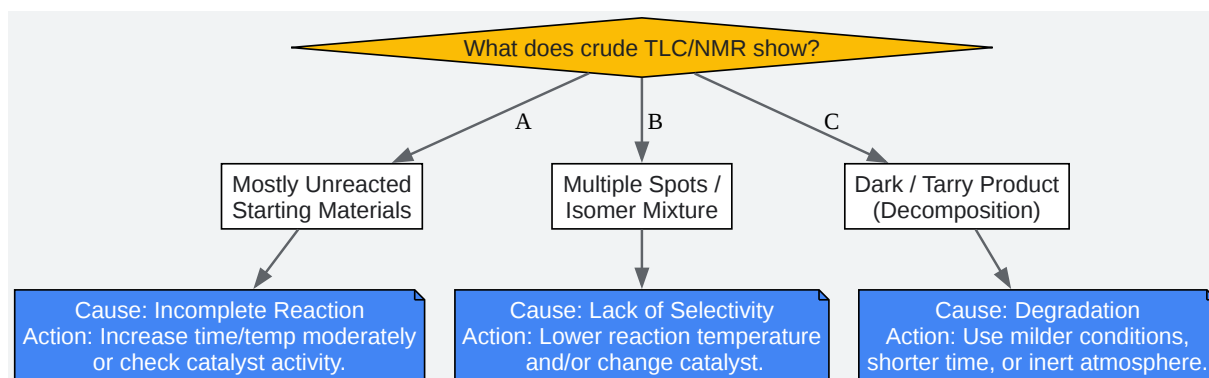 What does crude TLC/NMR show?
A
B
C
Mostly Unreacted
Starting Materials
Multiple Spots /
Isomer Mixture
Dark / Tarry Product
(Decomposition)
Cause: Incomplete Reaction
Action: Increase time/temp moderately
or check catalyst activity.
Cause: Lack of Selectivity
Action: Lower reaction temperature
and/or change catalyst.
Cause: Degradation
Action: Use milder conditions,
shorter time, or inert atmosphere.